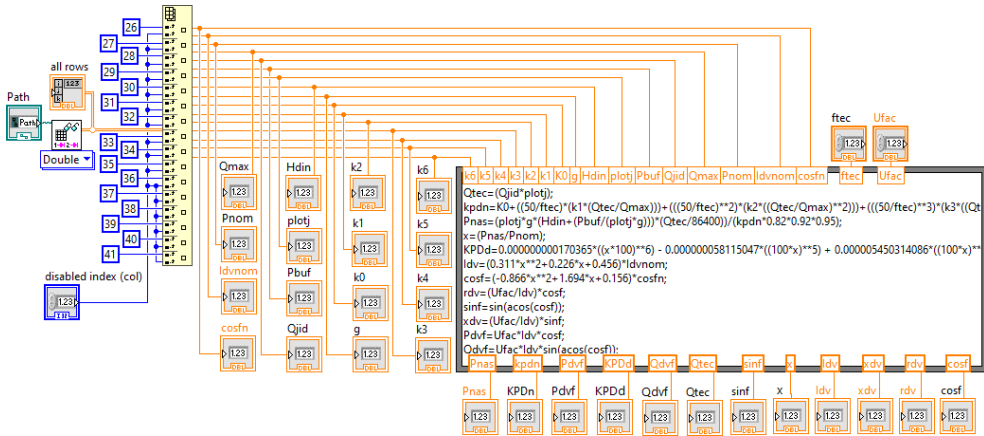 26
27
28
29
30
31
32
33
34
35
36
37
38
39
40
41
all rows
123
DBL
Path
Path
Double
disabled index (col)
1.23
I16
Qmax
Hdin
k2
k6
Pnom
plotj
k1
k5
Idvnom
Pbuf
k0
k4
cosfn
Qjid
g
k3
ftec
Ufac
k6 k5 k4 k3 k2 k1 K0 g Hdin plotj Pbuf Qjid Qmax Pnom Idvnom cosfn ftec Ufac
Qtec=(Qjid*plotj);
kpdn=K0+((50/ftec)*(k1*(Qtec/Qmax)))+(((50/ftec)**2)*(k2*((Qtec/Qmax)**2)))+(((50/ftec)**3)*(k3*((Qt
Pnas=(plotj*g*(Hdin+(Pbuf/(plotj*g)))*(Qtec/86400))/(kpdn*0.82*0.92*0.95);
x=(Pnas/Pnom);
KPDd=0.000000000170365*((x*100)**6) - 0.000000058115047*((100*x)**5) + 0.000005450314086*((100*x)**
Idv=(0.311*x**2+0.226*x+0.456)*Idvnom;
cosf=(-0.866*x**2+1.694*x+0.156)*cosfn;
rdv=(Ufac/Idv)*cosf;
sinf=sin(acos(cosf));
xdv=(Ufac/Idv)*sinf;
Pdvf=Ufac*Idv*cosf;
Qdvf=Ufac*Idv*sin(acos(cosf));
Pnas kpdn Pdvf KPDd Qdvf Qtec sinf x Idv xdv rdv cosf
Pnas KPDn Pdvf KPDd Qdvf Qtec sinf x Idv xdv rdv cosf